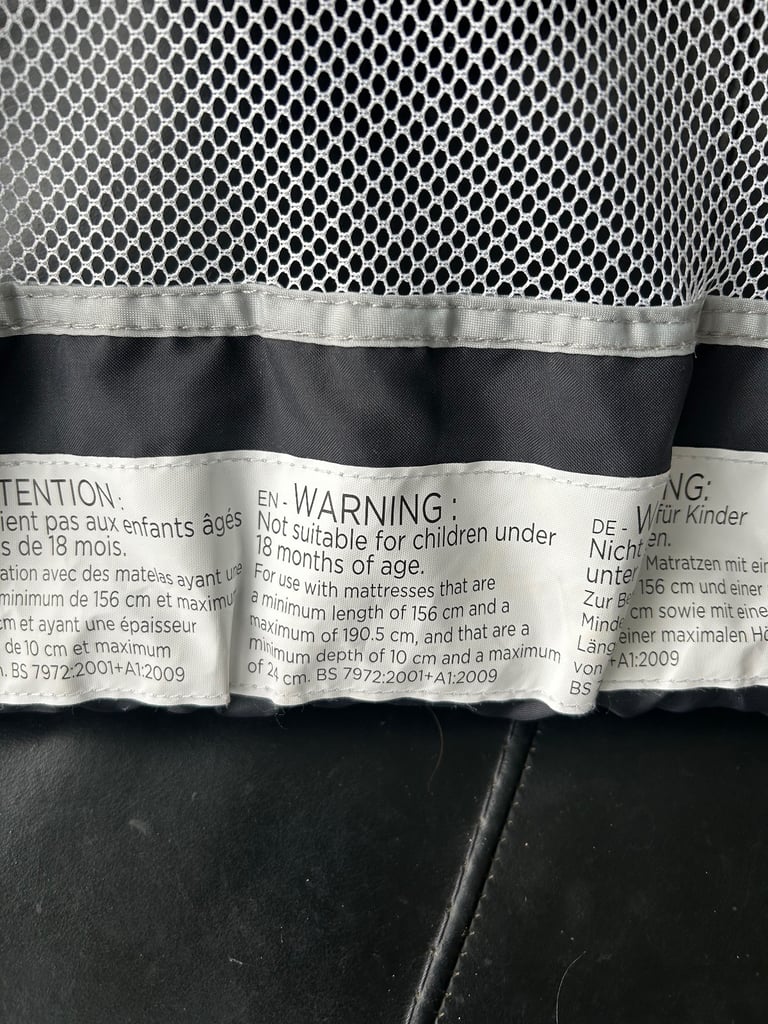 TENTION:
ient pas aux enfants âgés
s de 18 mois.
ation avec des matelas ayant une
minimum de 156 cm et maximu
cm et ayant une épaisseur
de 10 cm et maximum
. BS 7972:2001+A1:2009
EN - WARNING:
Not suitable for children under
18 months of age.
For use with mattresses that are
a minimum length of 156 cm and a
maximum of 190.5 cm, and that are a
minimum depth of 10 cm and a maximum
of 24 cm. BS 7972:2001+A1:2009
DE - W
Nicht
unter
Zur Be
Minde
Läng
von
BS
NG:
für Kinder
en.
Matratzen mit ein
156 cm und einer
cm sowie mit eine
einer maximalen Hö
+A1:2009